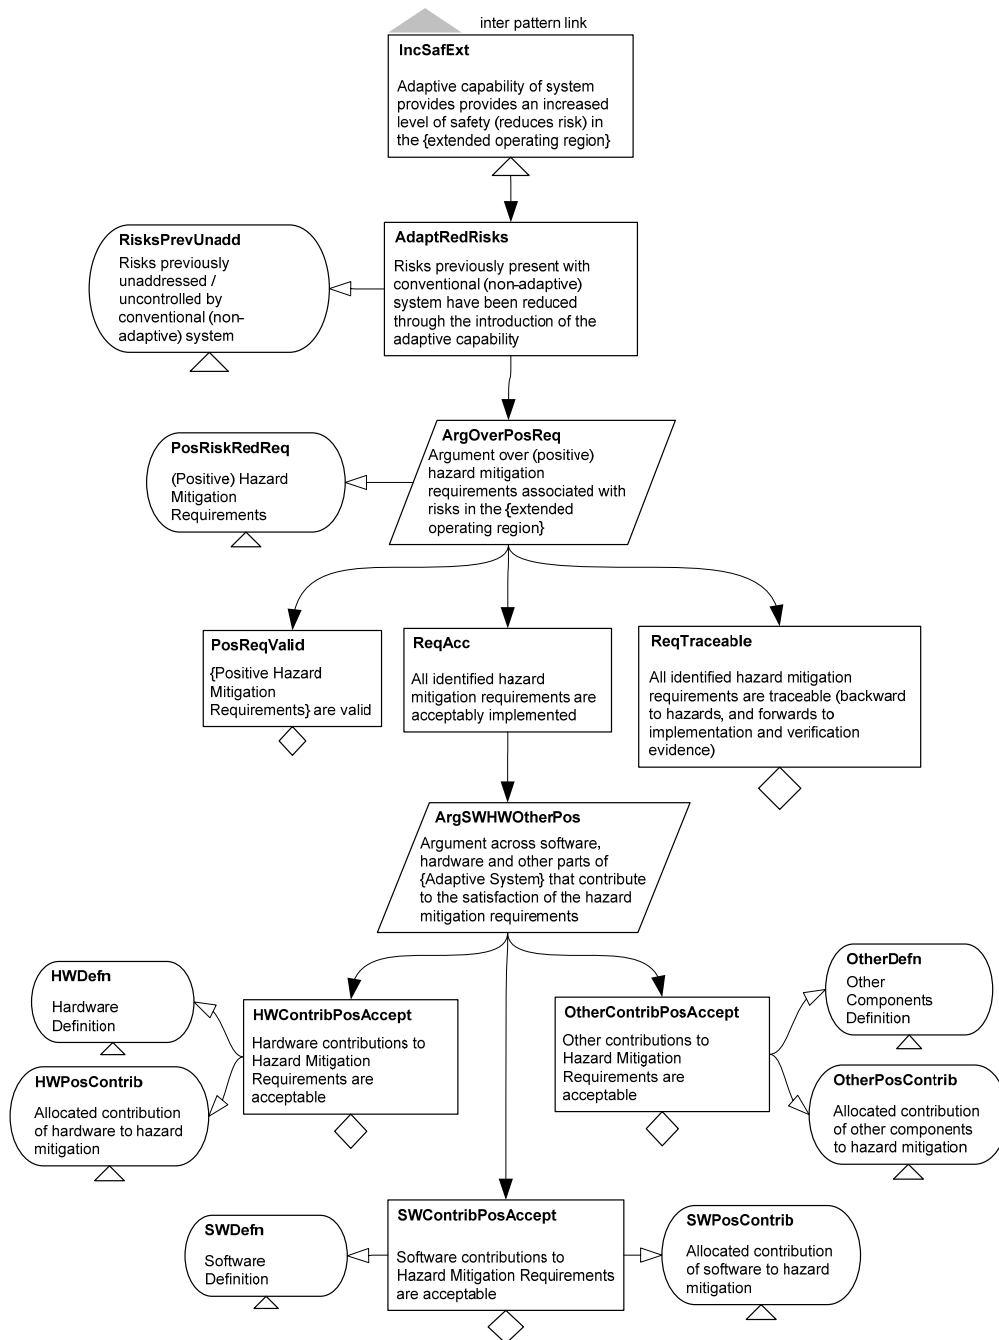 inter pattern link
IncSafExt
Adaptive capability of system
provides provides an increased
level of safety (reduces risk) in
the {extended operating region}
RisksPrevUnadd
Risks previously
unaddressed /
uncontrolled by
conventional (non-
adaptive) system
AdaptRedRisks
Risks previously present with
conventional (non-adaptive)
system have been reduced
through the introduction of the
adaptive capability
PosRiskRedReq
(Positive) Hazard
Mitigation
Requirements
ArgOverPosReq
Argument over (positive)
hazard mitigation
requirements associated with
risks in the {extended
operating region}
PosReqValid
{Positive Hazard
Mitigation
Requirements} are valid
ReqAcc
All identified hazard
mitigation requirements are
acceptably implemented
ReqTraceable
All identified hazard mitigation
requirements are traceable (backward
to hazards, and forwards to
implementation and verification
evidence)
ArgSWHWOtherPos
Argument across software,
hardware and other parts of
{Adaptive System} that contribute
to the satisfaction of the hazard
mitigation requirements
HWDefn
Hardware
Definition
HWPosContrib
Allocated contribution
of hardware to hazard
mitigation
HWContribPosAccept
Hardware contributions to
Hazard Mitigation
Requirements are
acceptable
OtherContribPosAccept
Other contributions to
Hazard Mitigation
Requirements are
acceptable
OtherDefn
Other
Components
Definition
OtherPosContrib
Allocated contribution
of other components
to hazard mitigation
SWDefn
Software
Definition
SWContribPosAccept
Software contributions to
Hazard Mitigation Requirements
are acceptable
SWPosContrib
Allocated contribution
of software to hazard
mitigation